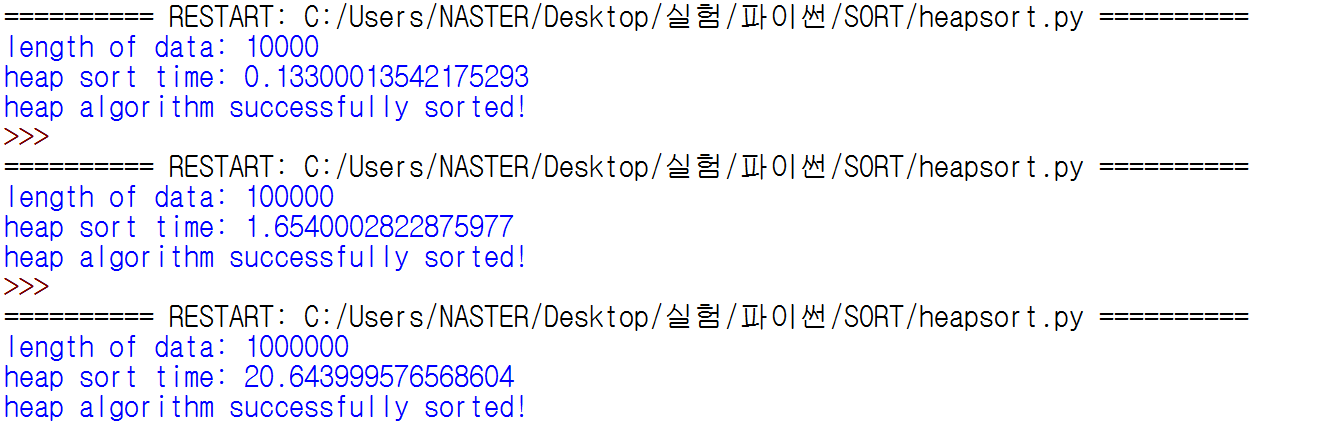 ========== RESTART: C:/Users/NASTER/Desktop/실험/파이썬/SORT/heapsort.py ==========
length of data: 10000
heap sort time: 0.13300013542175293
heap algorithm successfully sorted!
>>>
========== RESTART: C:/Users/NASTER/Desktop/실험/파이썬/SORT/heapsort.py ==========
length of data: 100000
heap sort time: 1.6540002822875977
heap algorithm successfully sorted!
>>>
========== RESTART: C:/Users/NASTER/Desktop/실험/파이썬/SORT/heapsort.py ==========
length of data: 1000000
heap sort time: 20.643999576568604
heap algorithm successfully sorted!